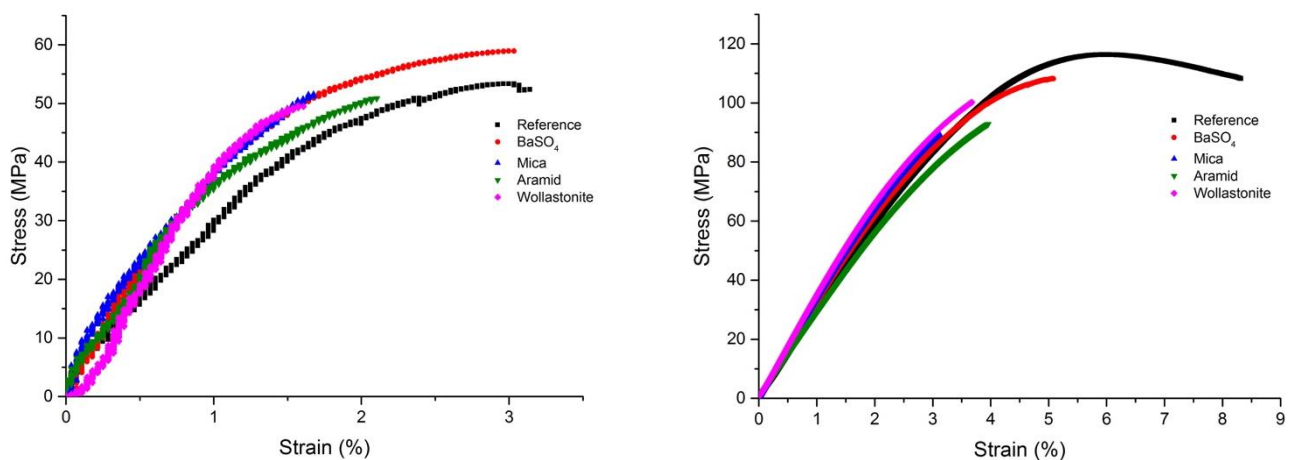 60
50
40
30
20
10
0
Stress (MPa)
0 1 2 3
Strain (%)
Reference
BaSO₄
Mica
Aramid
Wollastonite
120
100
80
60
40
20
0
Stress (MPa)
0 1 2 3 4 5 6 7 8 9
Strain (%)
Reference
BaSO₄
Mica
Aramid
Wollastonite